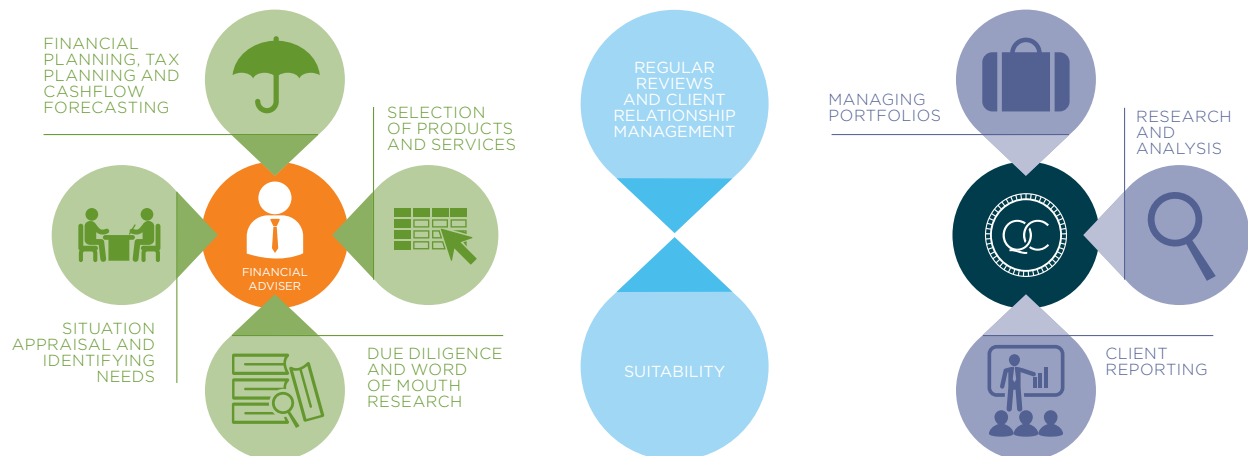 FINANCIAL
PLANNING, TAX
PLANNING AND
CASHFLOW
FORECASTING
SELECTION
OF PRODUCTS
AND SERVICES
FINANCIAL
ADVISER
SITUATION
APPRAISAL AND
IDENTIFYING
NEEDS
DUE DILIGENCE
AND WORD
OF MOUTH
RESEARCH
REGULAR
REVIEWS
AND CLIENT
RELATIONSHIP
MANAGEMENT
SUITABILITY
MANAGING
PORTFOLIOS
RESEARCH
AND
ANALYSIS
QC
CLIENT
REPORTING